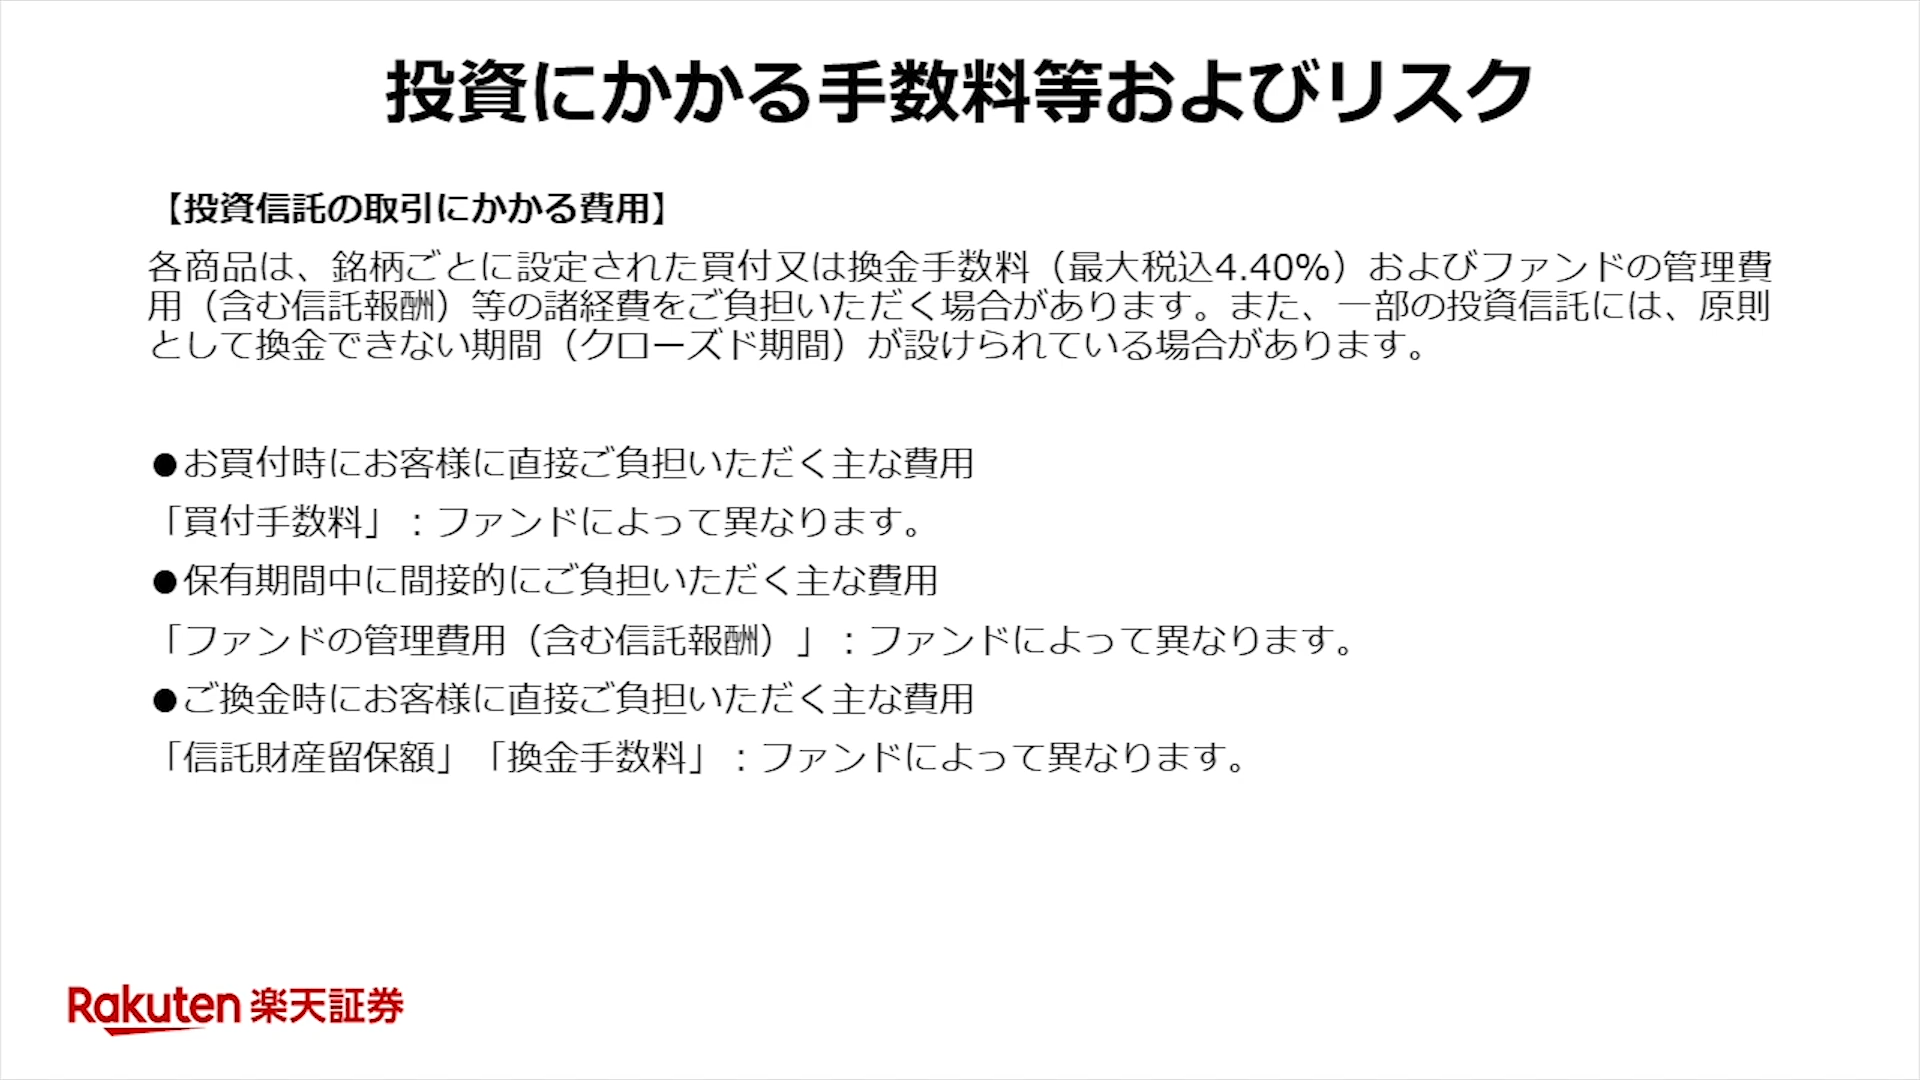 投資にかかる手数料等およびリスク
【投資信託の取引にかかる費用】
各商品は、銘柄ごとに設定された買付又は換金手数料（最大税込4.40%）およびファンドの管理費
用（含む信託報酬）等の諸経費をご負担いただく場合があります。また、一部の投資信託には、原則
として換金できない期間（クローズド期間）が設けられている場合があります。
●お買付時にお客様に直接ご負担いただく主な費用
「買付手数料」：ファンドによって異なります。
●保有期間中に間接的にご負担いただく主な費用
「ファンドの管理費用（含む信託報酬）」：ファンドによって異なります。
●ご換金時にお客様に直接ご負担いただく主な費用
「信託財産留保額」「換金手数料」：ファンドによって異なります。
Rakuten 楽天証券